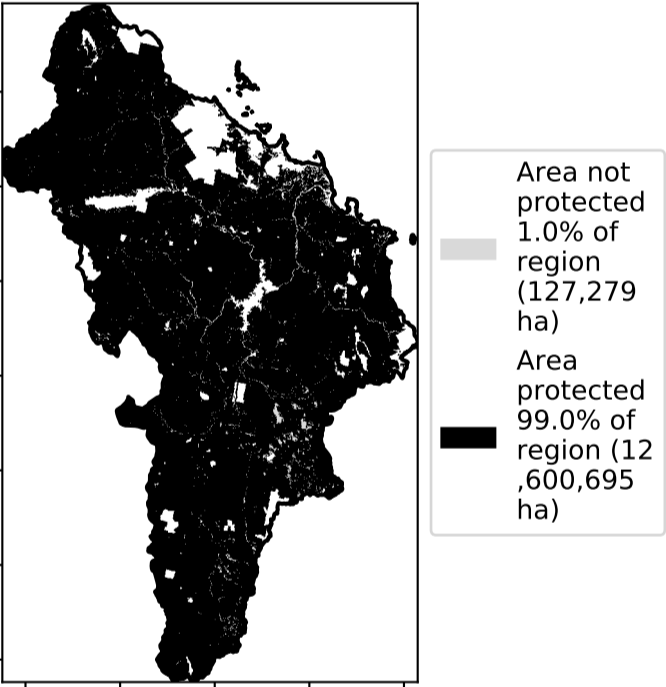 Area not
protected
1.0% of
region
(127,279
ha)
Area
protected
99.0% of
region (12
,600,695
ha)